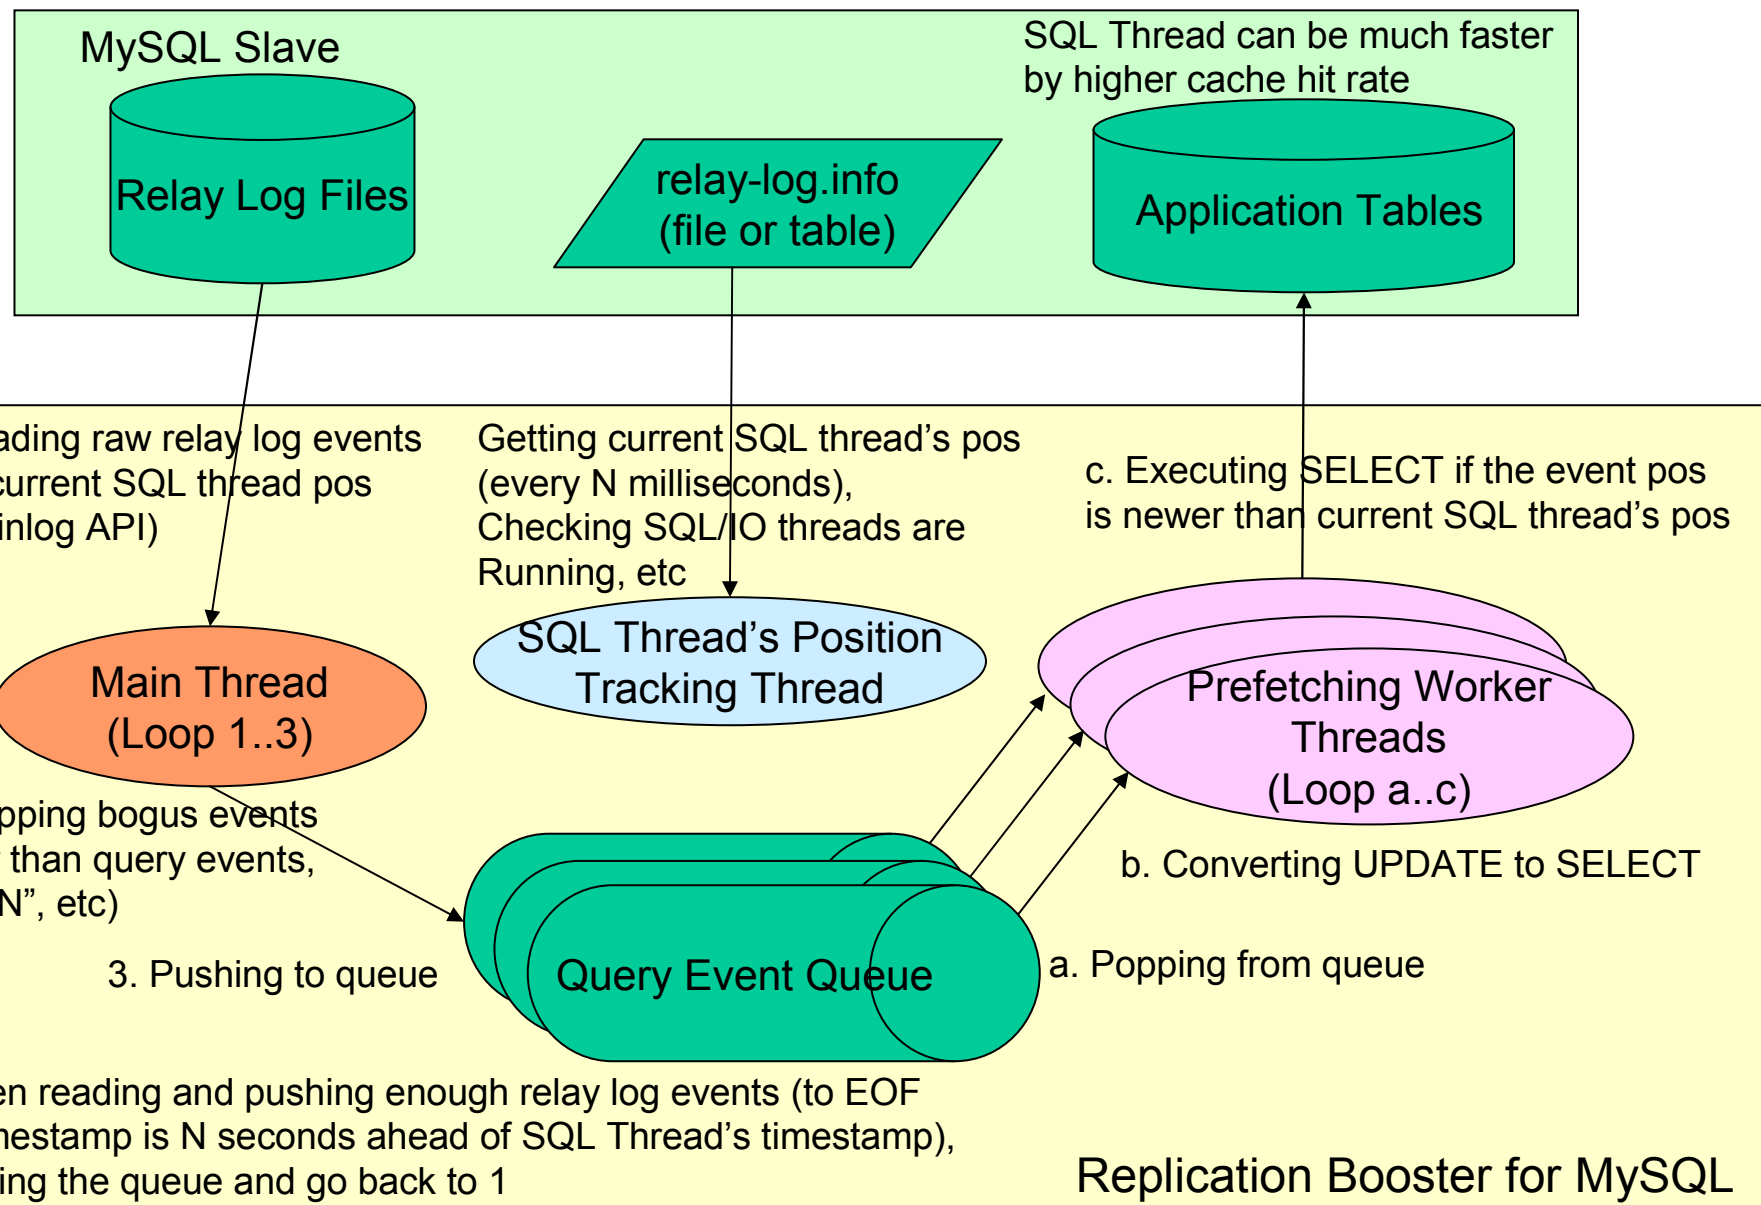 MySQL Slave
SQL Thread can be much faster
by higher cache hit rate
Relay Log Files
relay-log.info
(file or table)
Application Tables
raw relay log events
current SQL thread pos
API)
Getting current SQL thread's pos
(every N milliseconds),
Checking SQL/IO threads are
Running, etc
c. Executing SELECT if the event pos
is newer than current SQL thread's pos
Main Thread
(Loop 1..3)
SQL Thread's Position
Tracking Thread
Prefetching Worker
Threads
(Loop a..c)
bogus events
than query events,
N”, etc)
b. Converting UPDATE to SELECT
3. Pushing to queue
Query Event Queue
a. Popping from queue
reading and pushing enough relay log events (to EOF
is N seconds ahead of SQL Thread's timestamp),
the queue and go back to 1
Replication Booster for MySQL